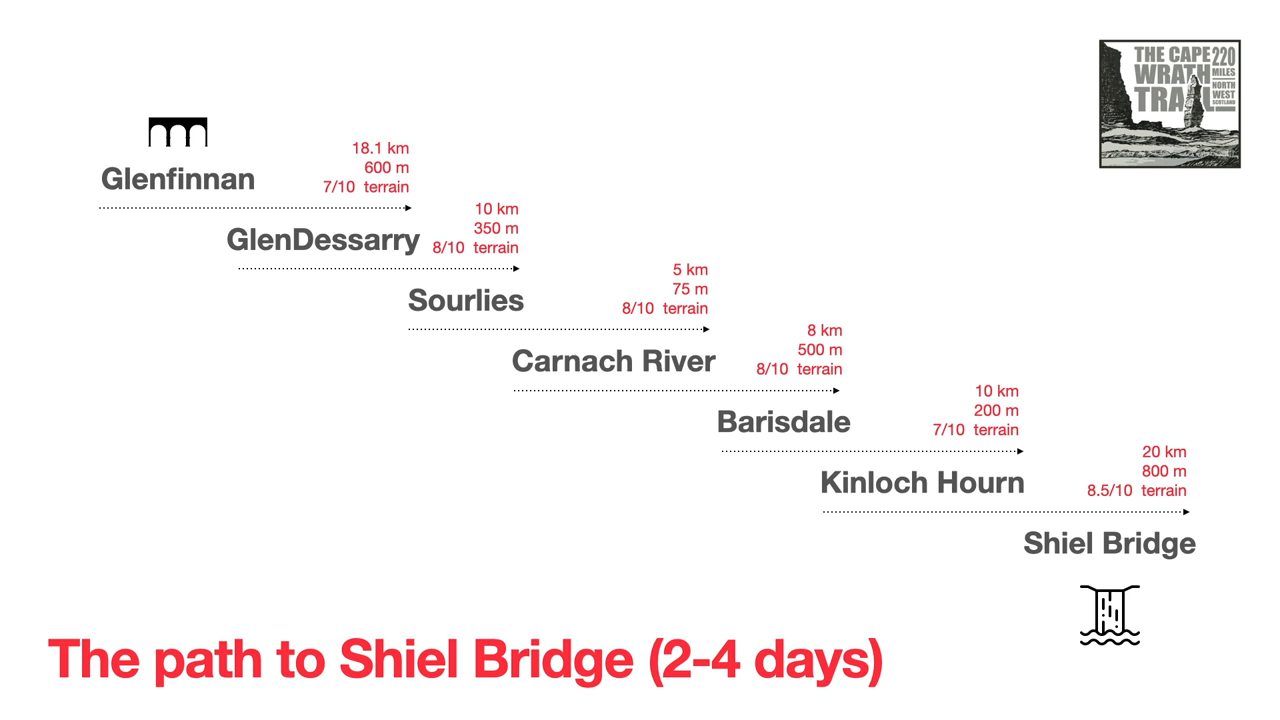 THE CAPE 220
WRATH MILES
TRAIL NORTH
WEST
SCOTLAND
Glenfinnan
18.1 km
600 m
7/10 terrain
GlenDessarry
10 km
350 m
8/10 terrain
Sourlies
5 km
75 m
8/10 terrain
Carnach River
8 km
500 m
8/10 terrain
Barisdale
10 km
200 m
7/10 terrain
Kinloch Hourn
20 km
800 m
8.5/10 terrain
Shiel Bridge
The path to Shiel Bridge (2-4 days)